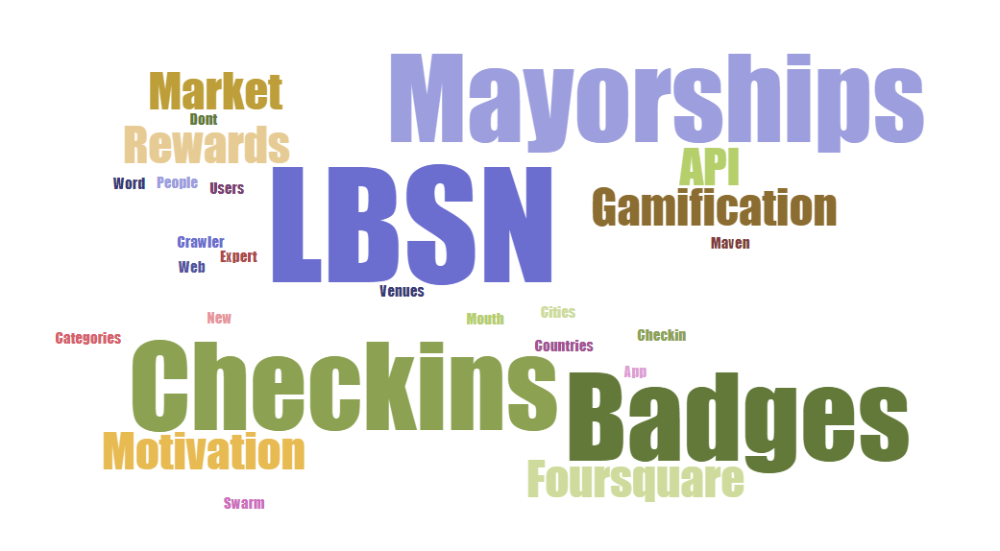 Mayorships
Market
Dont
Rewards
API
Word
People
Users
LBSN
Gamification
Crawler
Expert
Web
Maven
Venues
New
Mouth
Cities
Categories
Countries
Checkin
Checkins
App
Badges
Motivation
Foursquare
Swarm